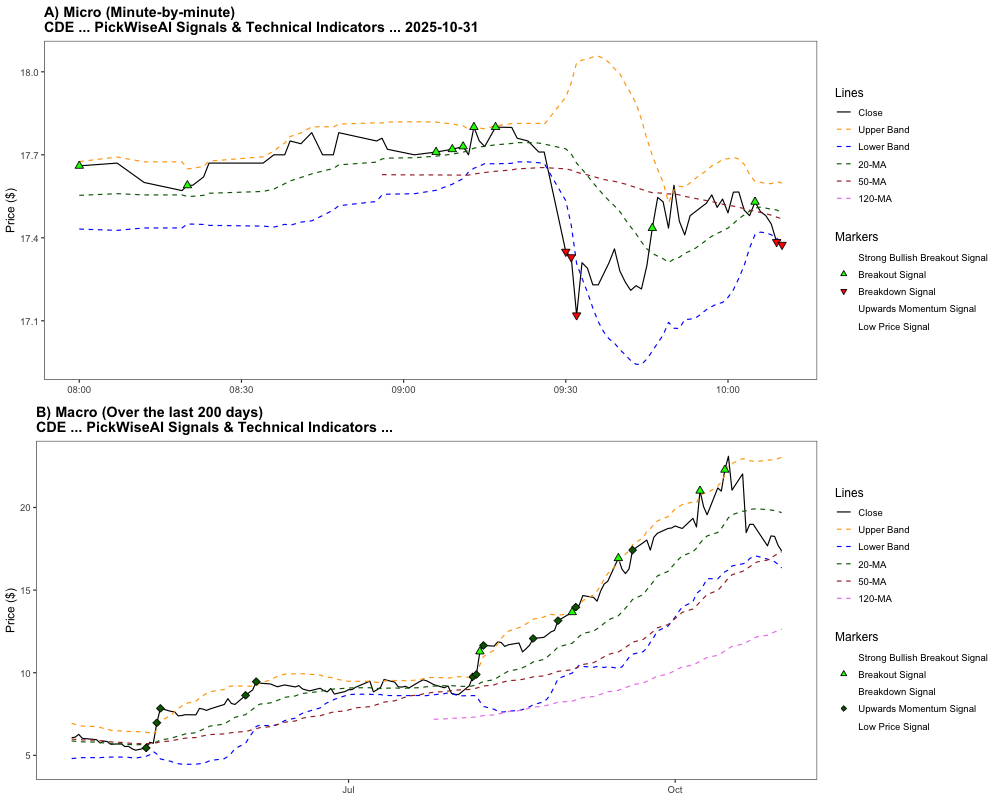 A) Micro (Minute-by-minute)
CDE ... PickWiseAI Signals & Technical Indicators ... 2025-10-31
Price ($)
18.0
17.7
17.4
17.1
08:00
08:30
09:00
09:30
10:00
Lines
Close
Upper Band
Lower Band
20-MA
50-MA
120-MA
Markers
Strong Bullish Breakout Signal
Breakout Signal
Breakdown Signal
Upwards Momentum Signal
Low Price Signal
B) Macro (Over the last 200 days)
CDE ... PickWiseAI Signals & Technical Indicators ...
Price ($)
20
15
10
5
Jul
Oct
Lines
Close
Upper Band
Lower Band
20-MA
50-MA
120-MA
Markers
Strong Bullish Breakout Signal
Breakout Signal
Breakdown Signal
Upwards Momentum Signal
Low Price Signal